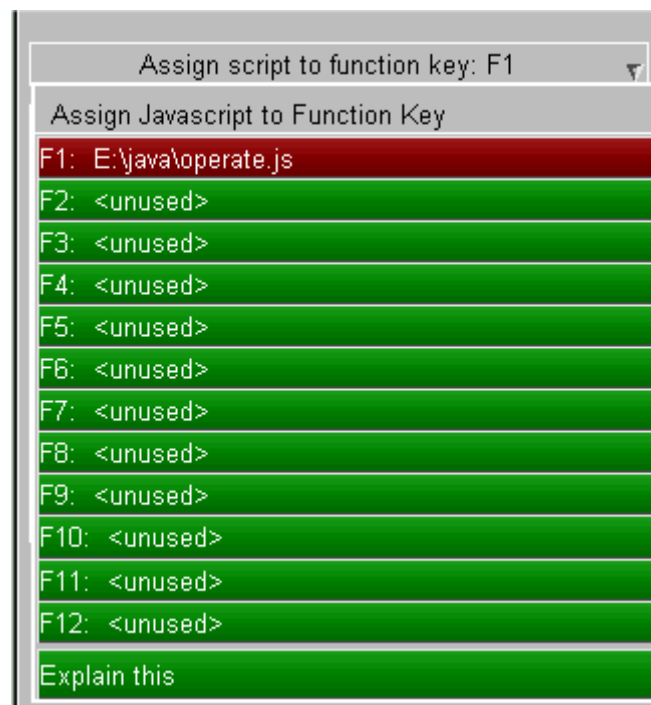 Assign script to function key: F1
Assign Javascript to Function Key
F1: E:\java\operate.js
F2: <unused>
F3: <unused>
F4: <unused>
F5: <unused>
F6: <unused>
F7: <unused>
F8: <unused>
F9: <unused>
F10: <unused>
F11: <unused>
F12: <unused>
Explain this